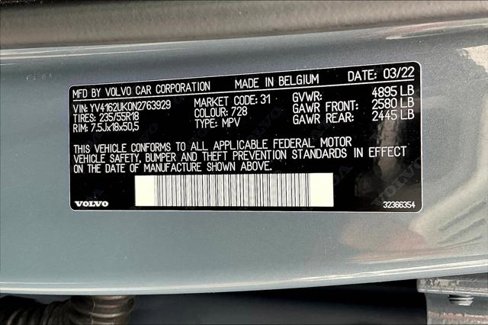 MFD BY VOLVO CAR CORPORATION MADE IN BELGIUM DATE: 03/22
VIN: YV4162UK0N2763929 MARKET CODE: 31 GVWR: 4895 LB
TIRES: 235/55R18 COLOUR: 728 GAWR FRONT: 2580 LB
RIM: 7.5Jx18x50,5 TYPE: MPV GAWR REAR: 2445 LB
THIS VEHICLE CONFORMS TO ALL APPLICABLE FEDERAL MOTOR
VEHICLE SAFETY, BUMPER AND THEFT PREVENTION STANDARDS IN EFFECT
ON THE DATE OF MANUFACTURE SHOWN ABOVE.
VOLVO 32366354